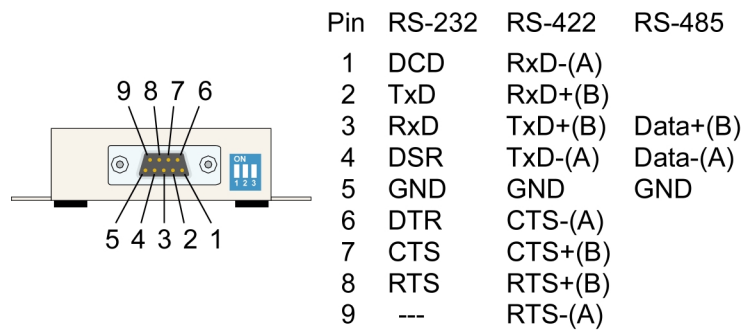 Pin RS-232 RS-422 RS-485
1 DCD RxD-(A)
2 TxD RxD+(B)
3 RxD TxD+(B) Data+(B)
4 DSR TxD-(A) Data-(A)
5 GND GND GND
6 DTR CTS-(A)
7 CTS CTS+(B)
8 RTS RTS+(B)
9 --- RTS-(A)
9 8 7 6
ON
1 2 3
5 4 3 2 1